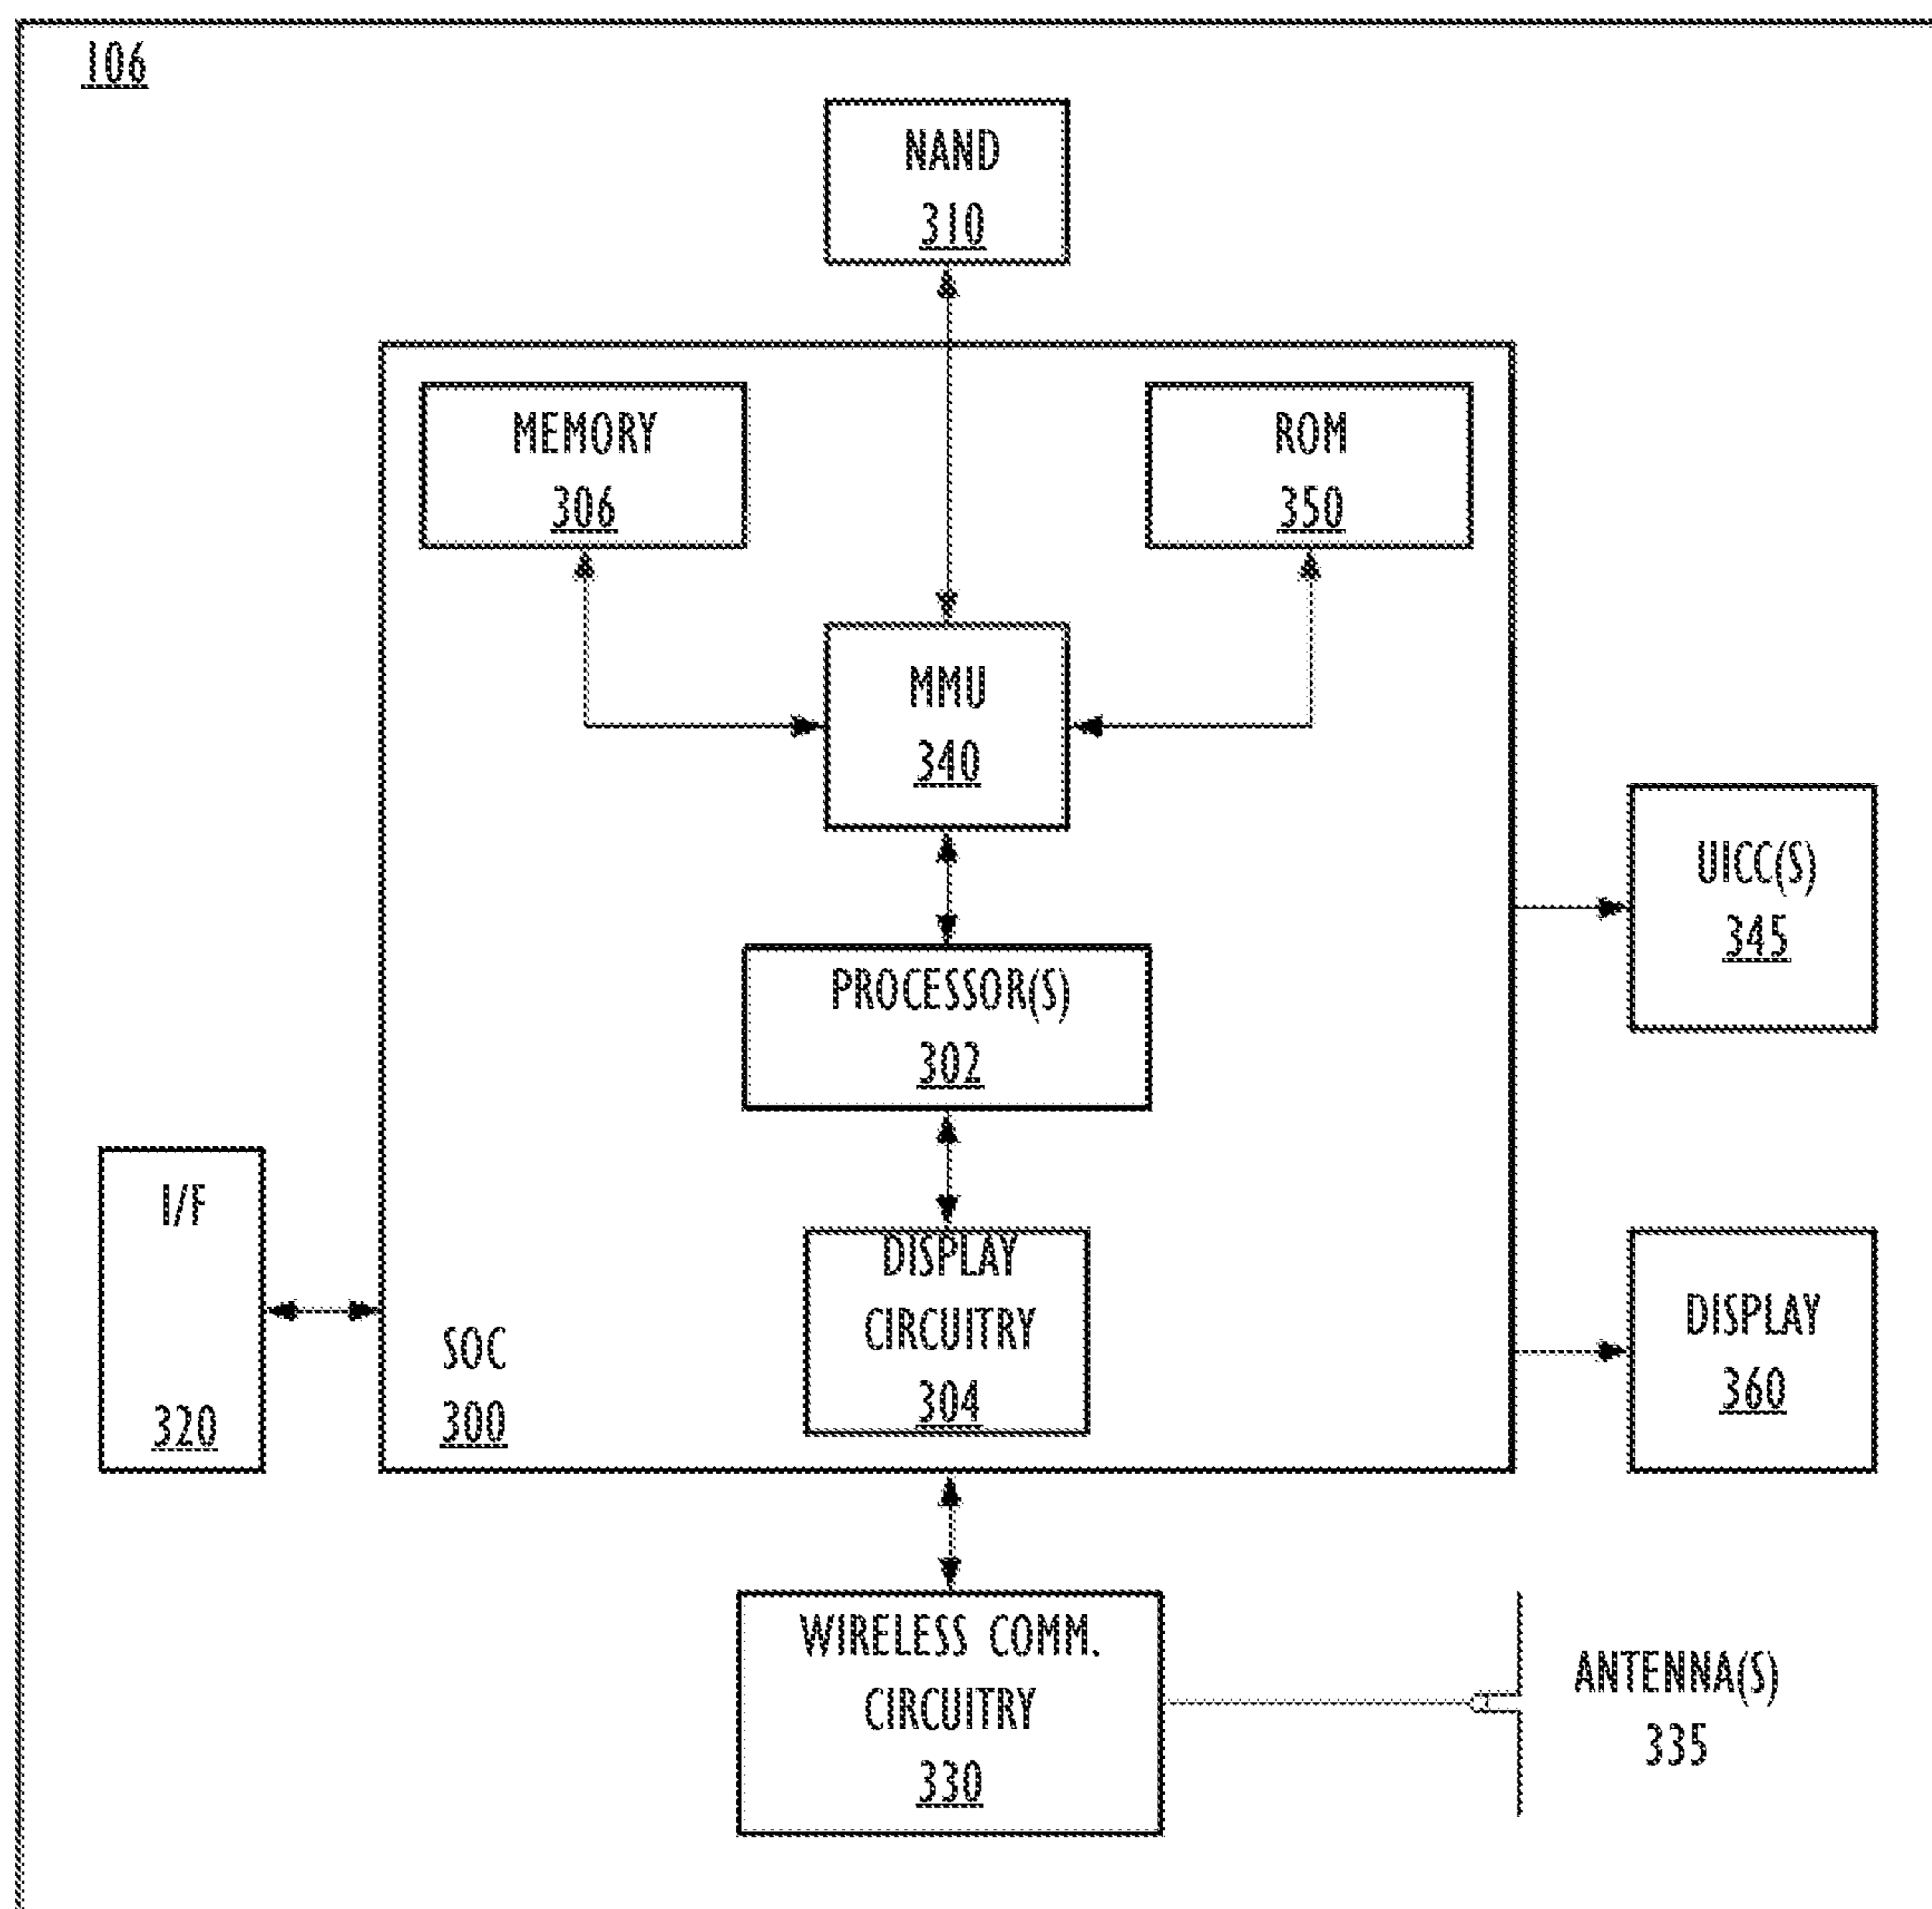 106
NAND
310
MEMORY
306
ROM
350
MMU
340
UICC(S)
345
PROCESSOR(S)
302
I/F
320
DISPLAY
CIRCUITRY
304
SOC
300
DISPLAY
360
WIRELESS COMM.
CIRCUITRY
330
ANTENNA(S)
335